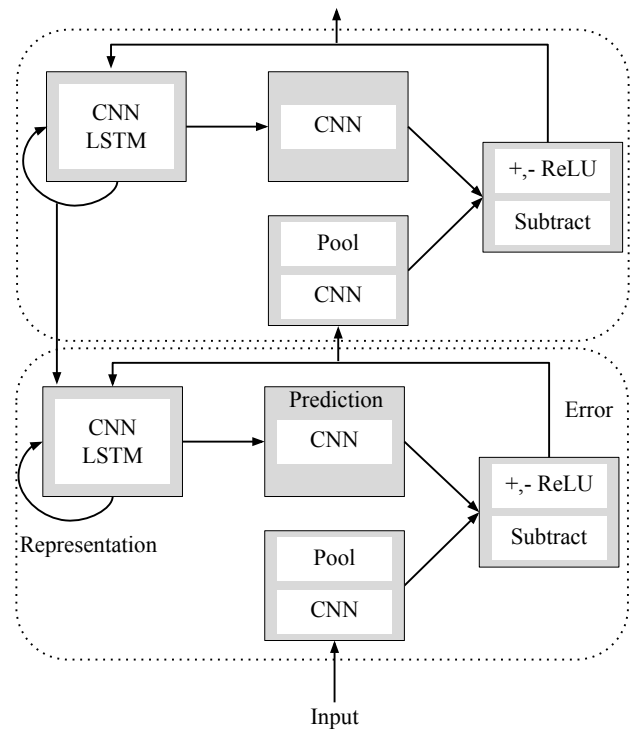 CNN
LSTM
CNN
+,- ReLU
Subtract
Pool
CNN
Prediction
CNN
LSTM
CNN
Error
+,- ReLU
Subtract
Representation
Pool
CNN
Input